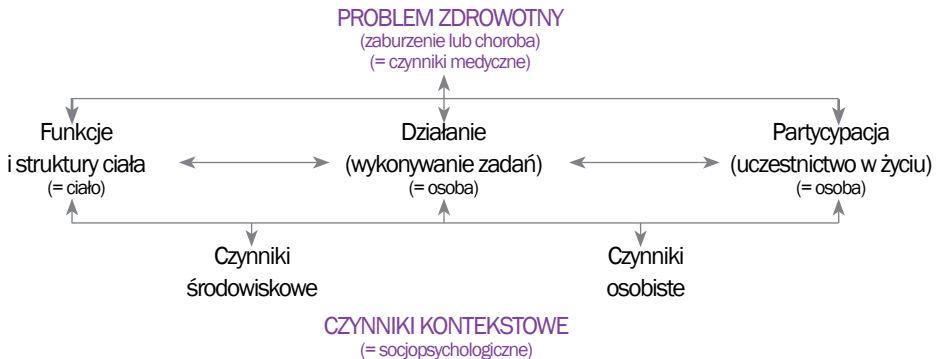 PROBLEM ZDROWOTNY
(zaburzenie lub choroba)
(= czynniki medyczne)
Funkcje
i struktury ciała
(= ciało)
Działanie
(wykonywanie zadań)
(= osoba)
Partycypacja
(uczestnictwo w życiu)
(= osoba)
Czynniki
środowiskowe
Czynniki
osobiste
CZYNNIKI KONTEKSTOWE
(= socjopsychologiczne)